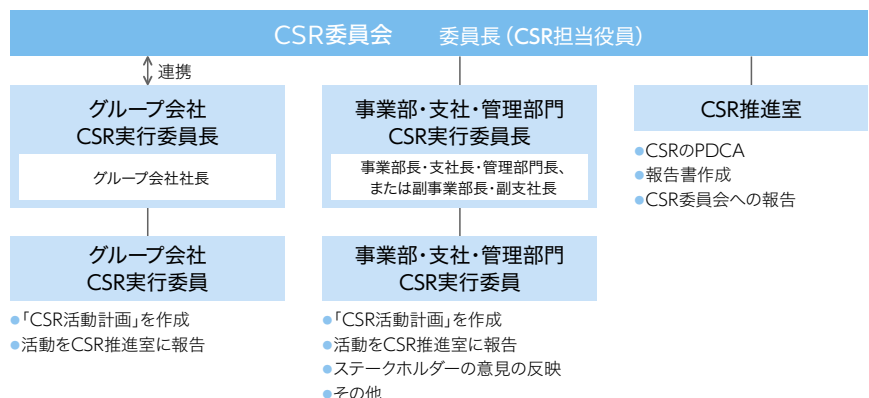 CSR委員会 委員長(CSR担当役員)
連携
グループ会社
CSR実行委員長
グループ会社社長
グループ会社
CSR実行委員
●「CSR活動計画」を作成
●活動をCSR推進室に報告
事業部・支社・管理部門
CSR実行委員長
事業部長・支社長・管理部門長、
または副事業部長・副支社長
事業部・支社・管理部門
CSR実行委員
●「CSR活動計画」を作成
●活動をCSR推進室に報告
●ステークホルダーの意見の反映
●その他
CSR推進室
●CSRのPDCA
●報告書作成
●CSR委員会への報告